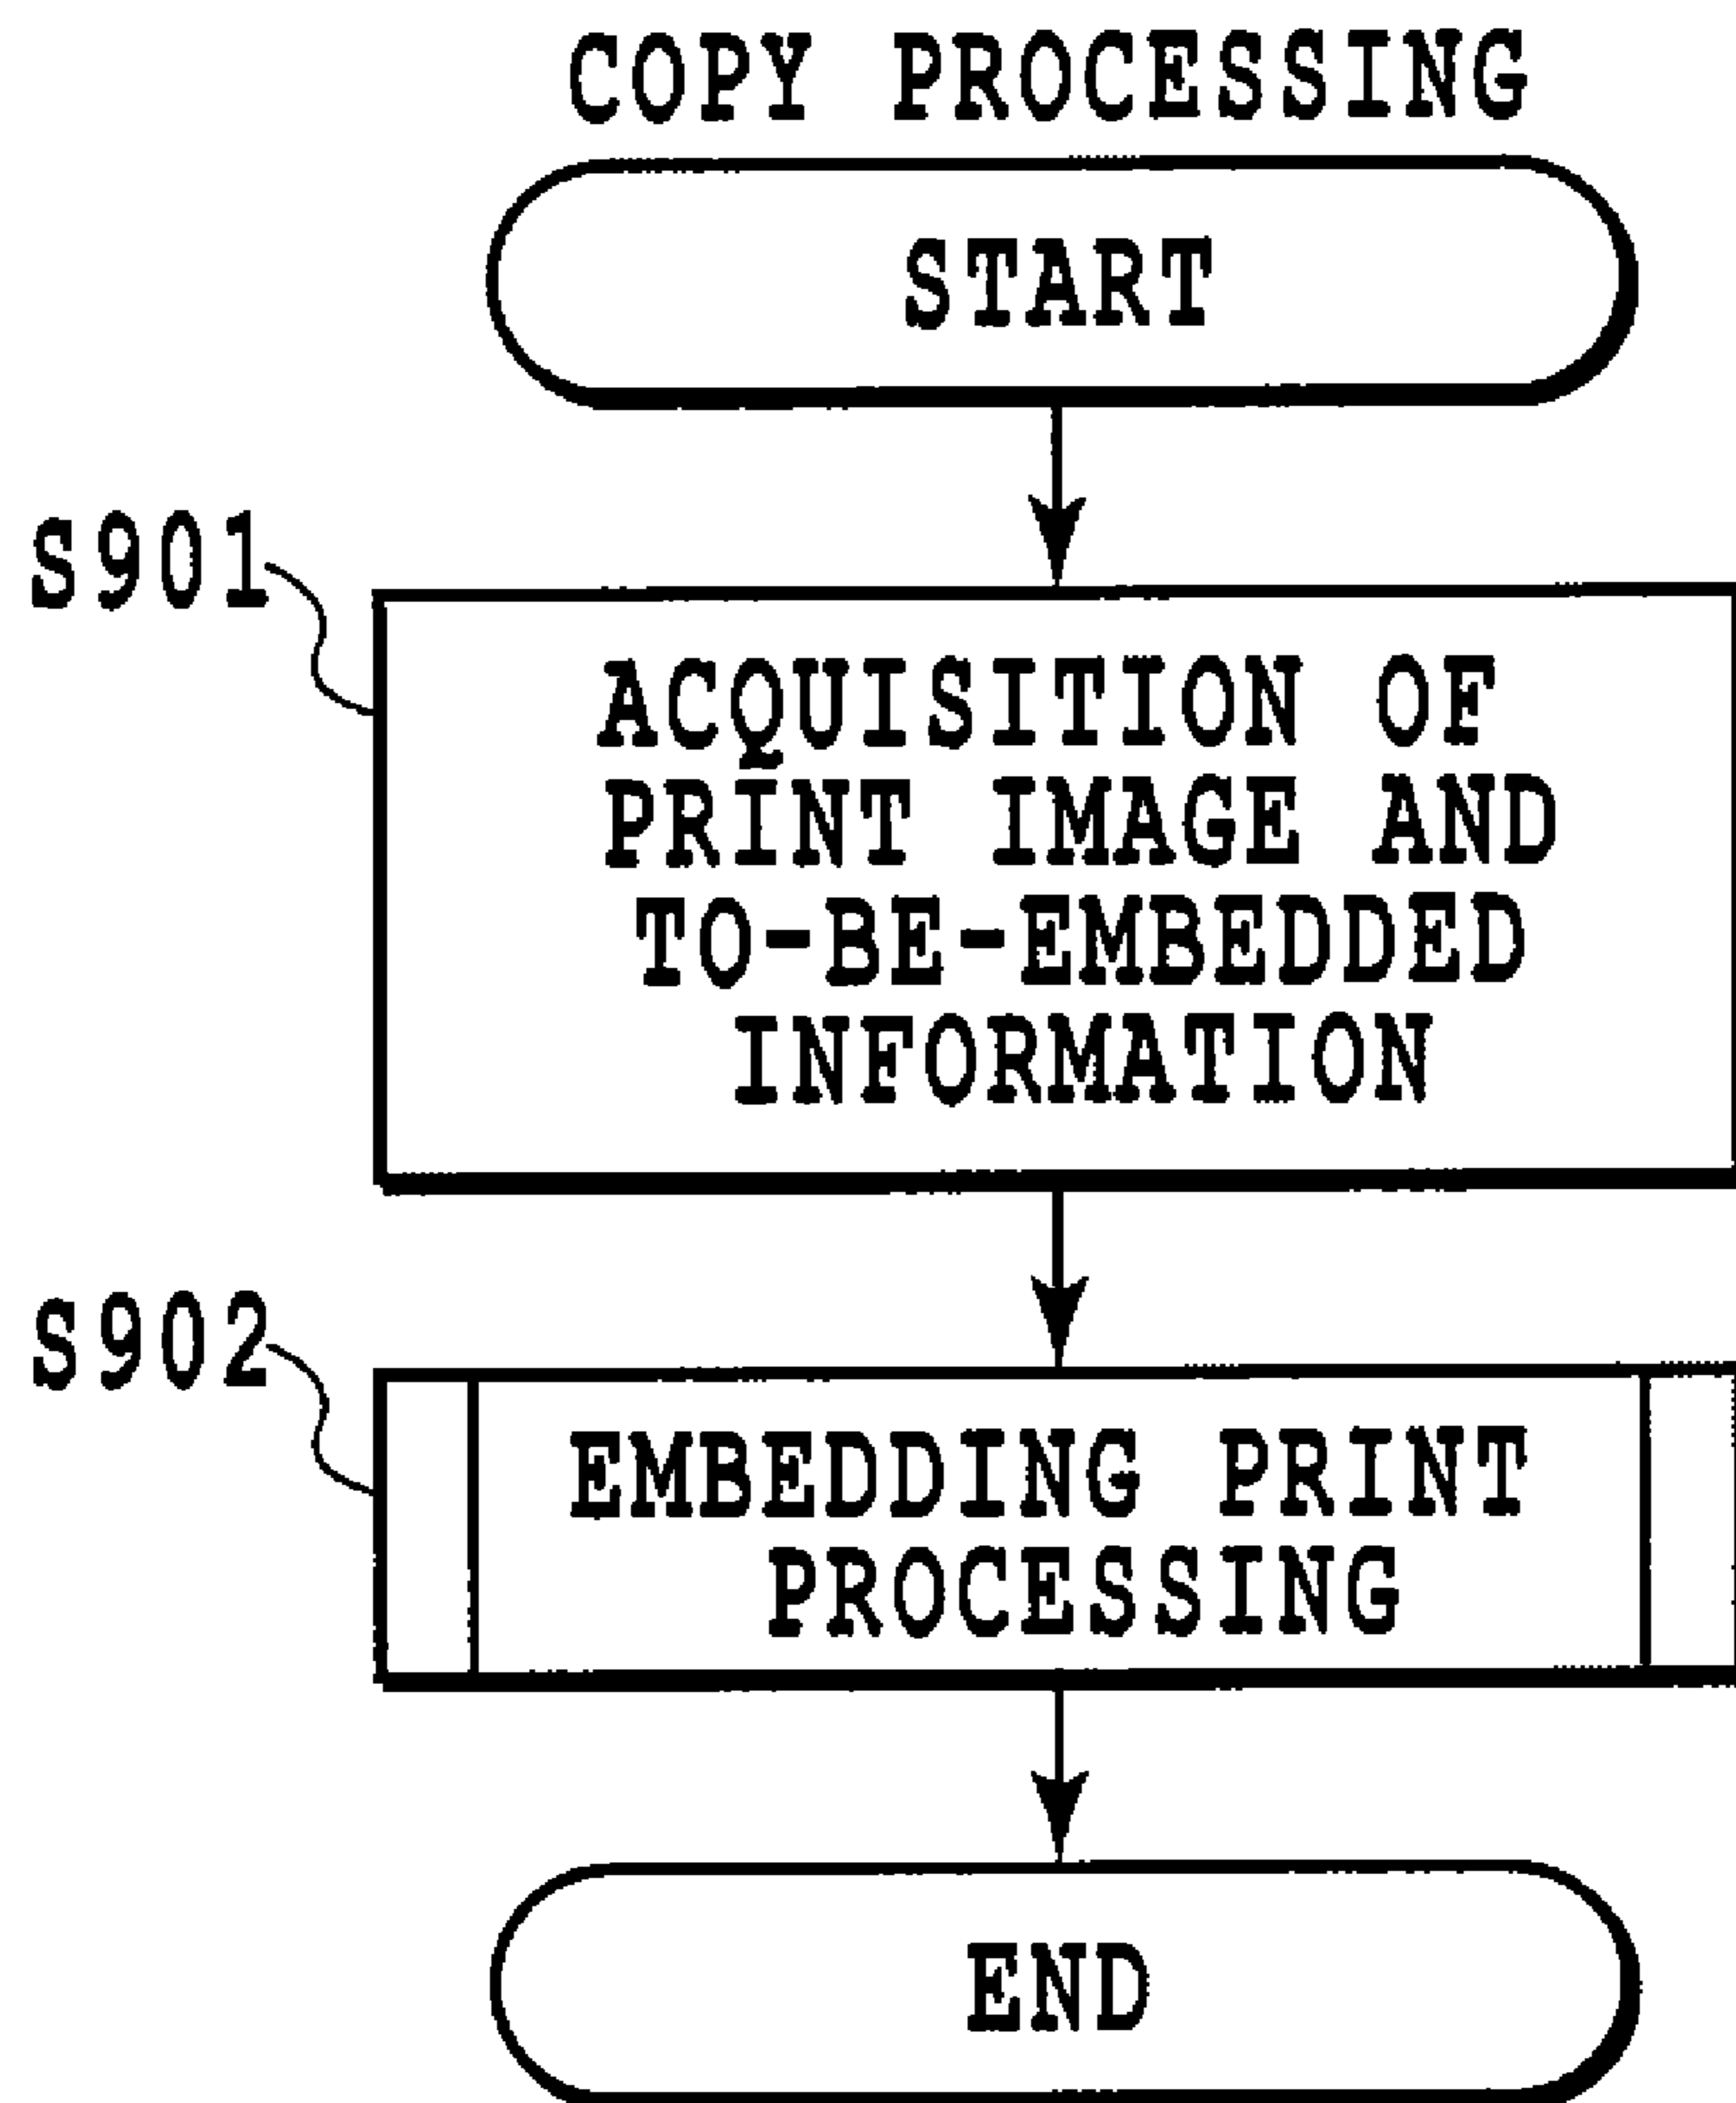 COPY PROCESSING
START
S901
ACQUISITION OF
PRINT IMAGE AND
TO-BE-EMBEDDED
INFORMATION
S902
EMBEDDING PRINT
PROCESSING
END